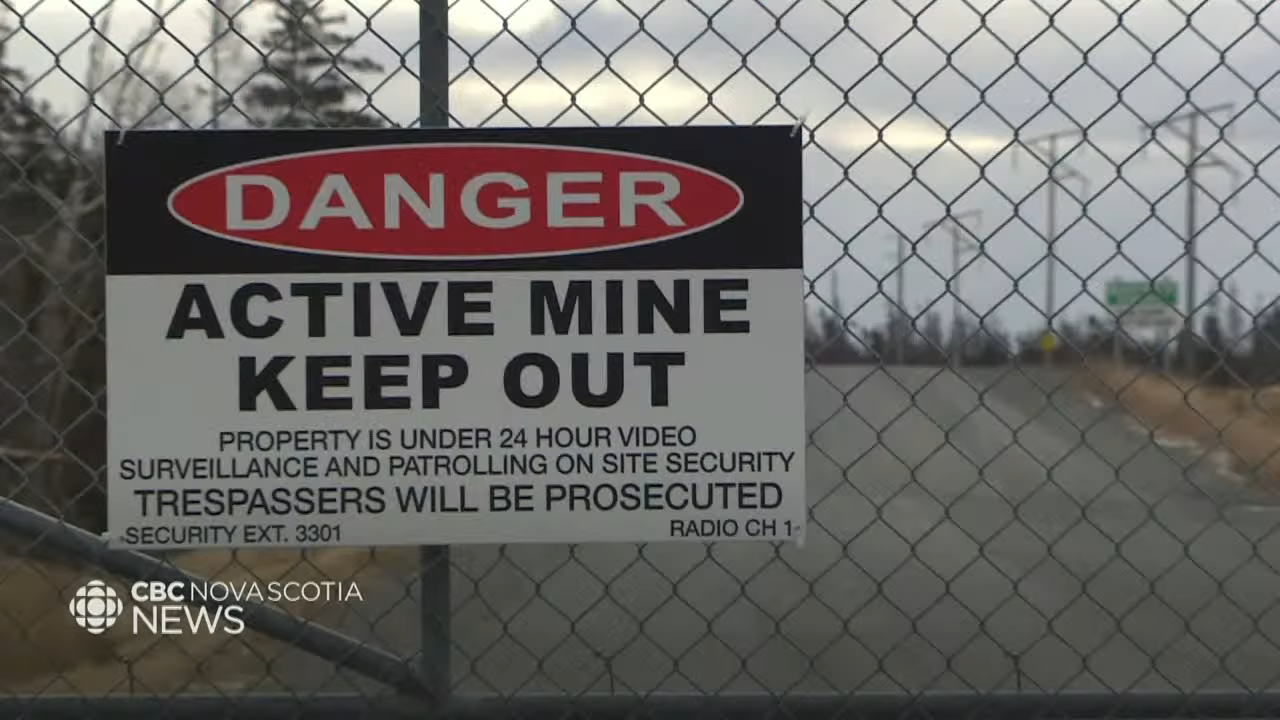 DANGER
ACTIVE MINE
KEEP OUT
PROPERTY IS UNDER 24 HOUR VIDEO
SURVEILLANCE AND PATROLLING ON SITE SECURITY
TRESPASSERS WILL BE PROSECUTED
SECURITY EXT. 3301 RADIO CH 1
CBC NOVA SCOTIA
NEWS